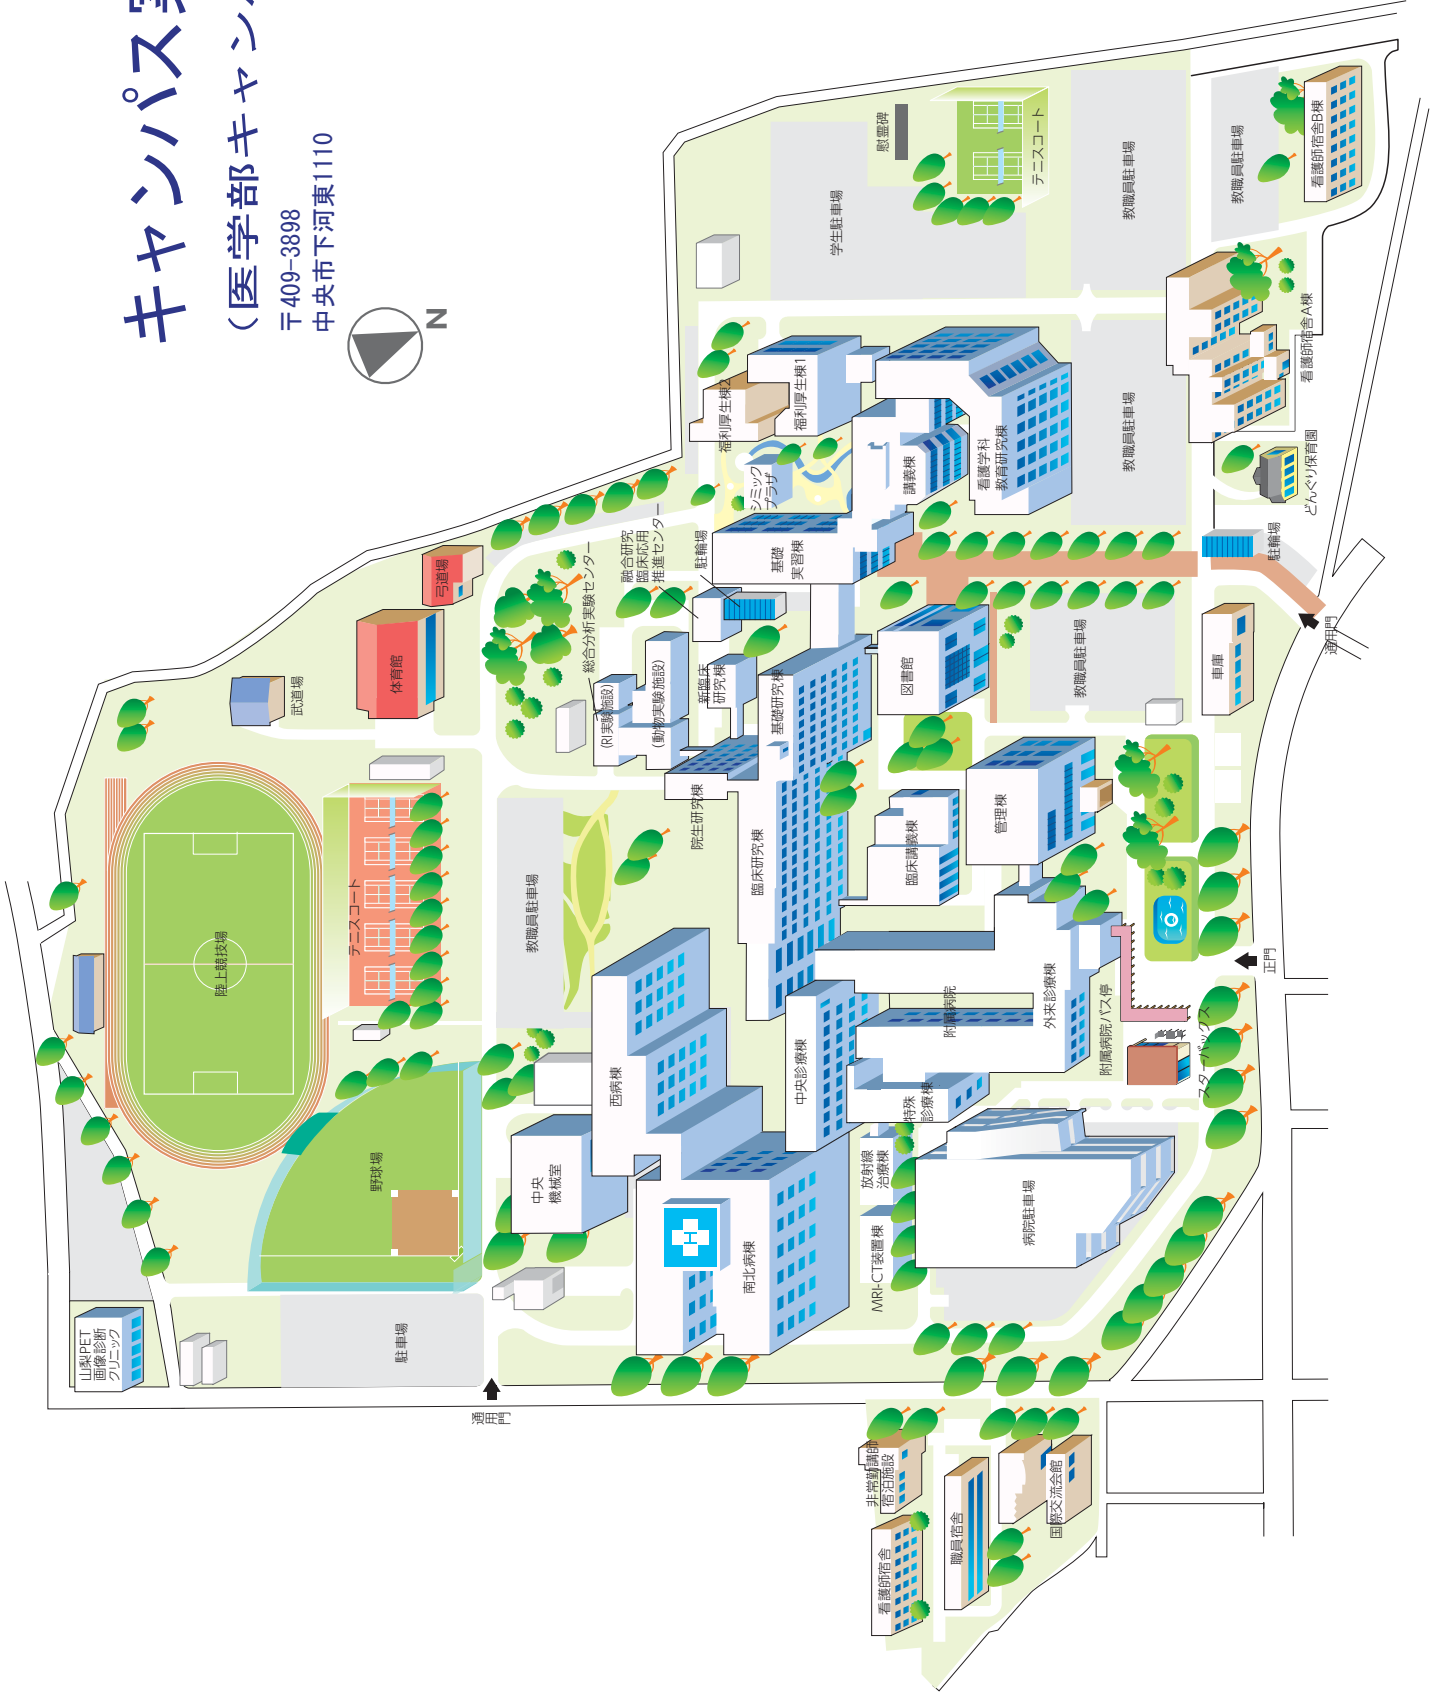 キャンパス
(医学部キャン
〒409-3898
中央市下河東1110
N
慰霊碑
テニスコート
学生駐車場
教職員駐車場
教職員駐車場
看護師宿舎B棟
看護師宿舎A棟
教職員駐車場
どんぐり保育園
駐輪場
通用門
福利厚生棟2
福利厚生棟1
シミック
プラザ
講義棟
看護学科
教育研究棟
基礎
実習棟
駐輪場
融合研究
臨床応用
推進センター
総合分析実験センター
(RI実験施設)
(動物実験施設)
新臨床
研究棟
基礎研究棟
図書館
教職員駐車場
車庫
弓道場
体育館
武道場
院生研究棟
臨床研究棟
臨床講義棟
管理棟
陸上競技場
テニスコート
教職員駐車場
附属病院
外来診療棟
附属病院バス停
正門
スターバックス
中央診療棟
特殊
診療棟
西病棟
野球場
中央
機械室
南北病棟
放射線
治療棟
MRI-CT装置棟
病院駐車場
山梨PET
画像診断
クリニック
駐車場
通用門
非常勤講師
宿泊施設
看護師宿舎
職員宿舎
国際交流会館